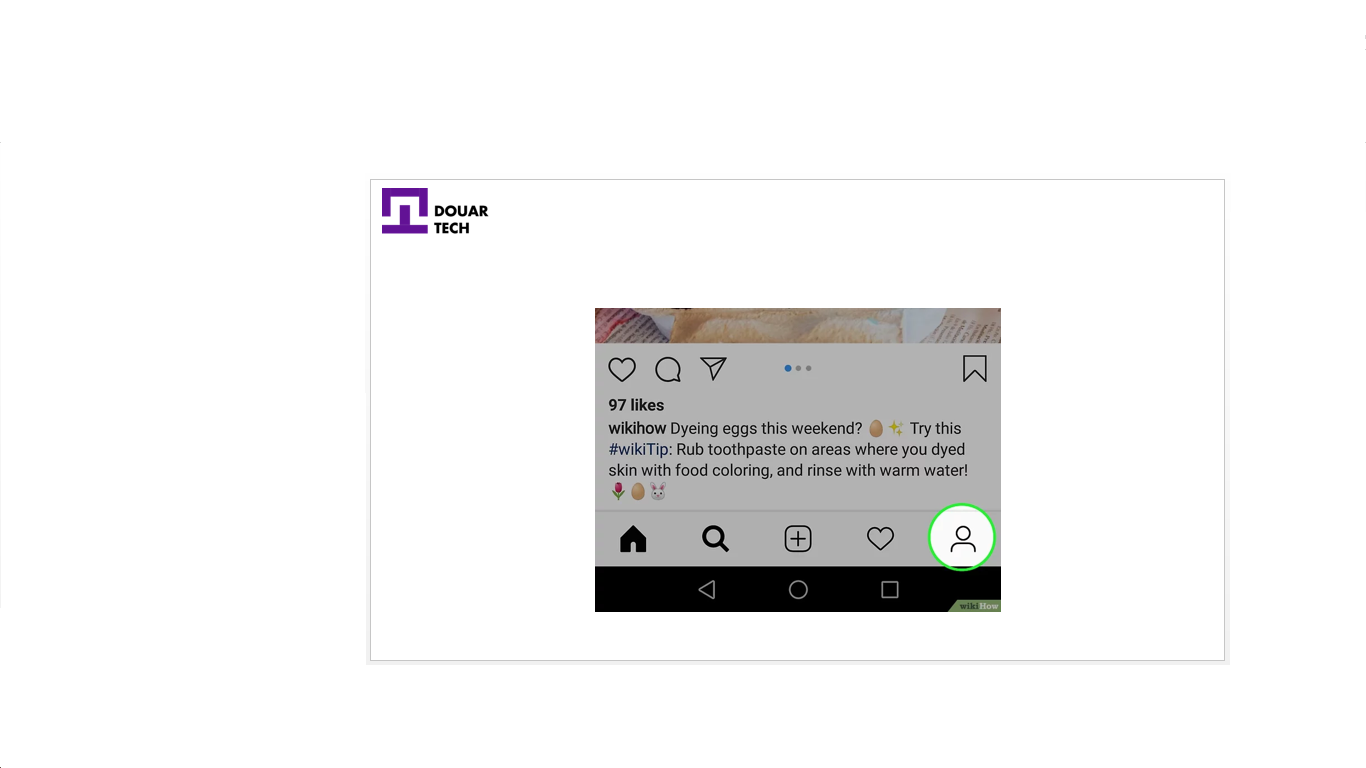 DOUAR
TECH
97 likes
wikihow Dyeing eggs this weekend? 🥚✨ Try this
#wikiTip: Rub toothpaste on areas where you dyed
skin with food coloring, and rinse with warm water!
🌷🥚🐰
wikiHow